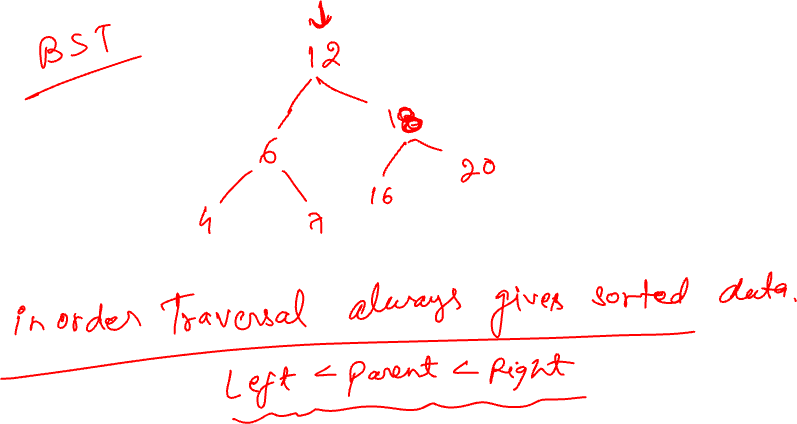 BST
12
18
6
20
16
4
7
inorder Traversal always gives sorted data.
Left < Parent < Right